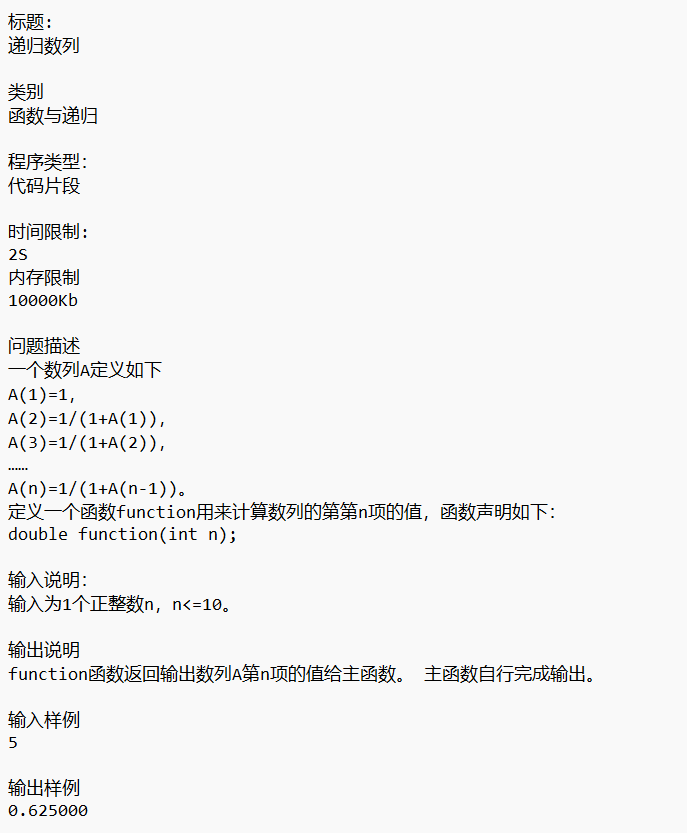 标题:
递归数列
类别
函数与递归
程序类型:
代码片段
时间限制:
2S
内存限制
10000Kb
问题描述
一个数列A定义如下
A(1)=1,
A(2)=1/(1+A(1)),
A(3)=1/(1+A(2)),
……
A(n)=1/(1+A(n-1))。
定义一个函数function用来计算数列的第第n项的值,函数声明如下:
double function(int n);
输入说明:
输入为1个正整数n,n<=10。
输出说明
function函数返回输出数列A第n项的值给主函数。 主函数自行完成输出。
输入样例
5
输出样例
0.625000